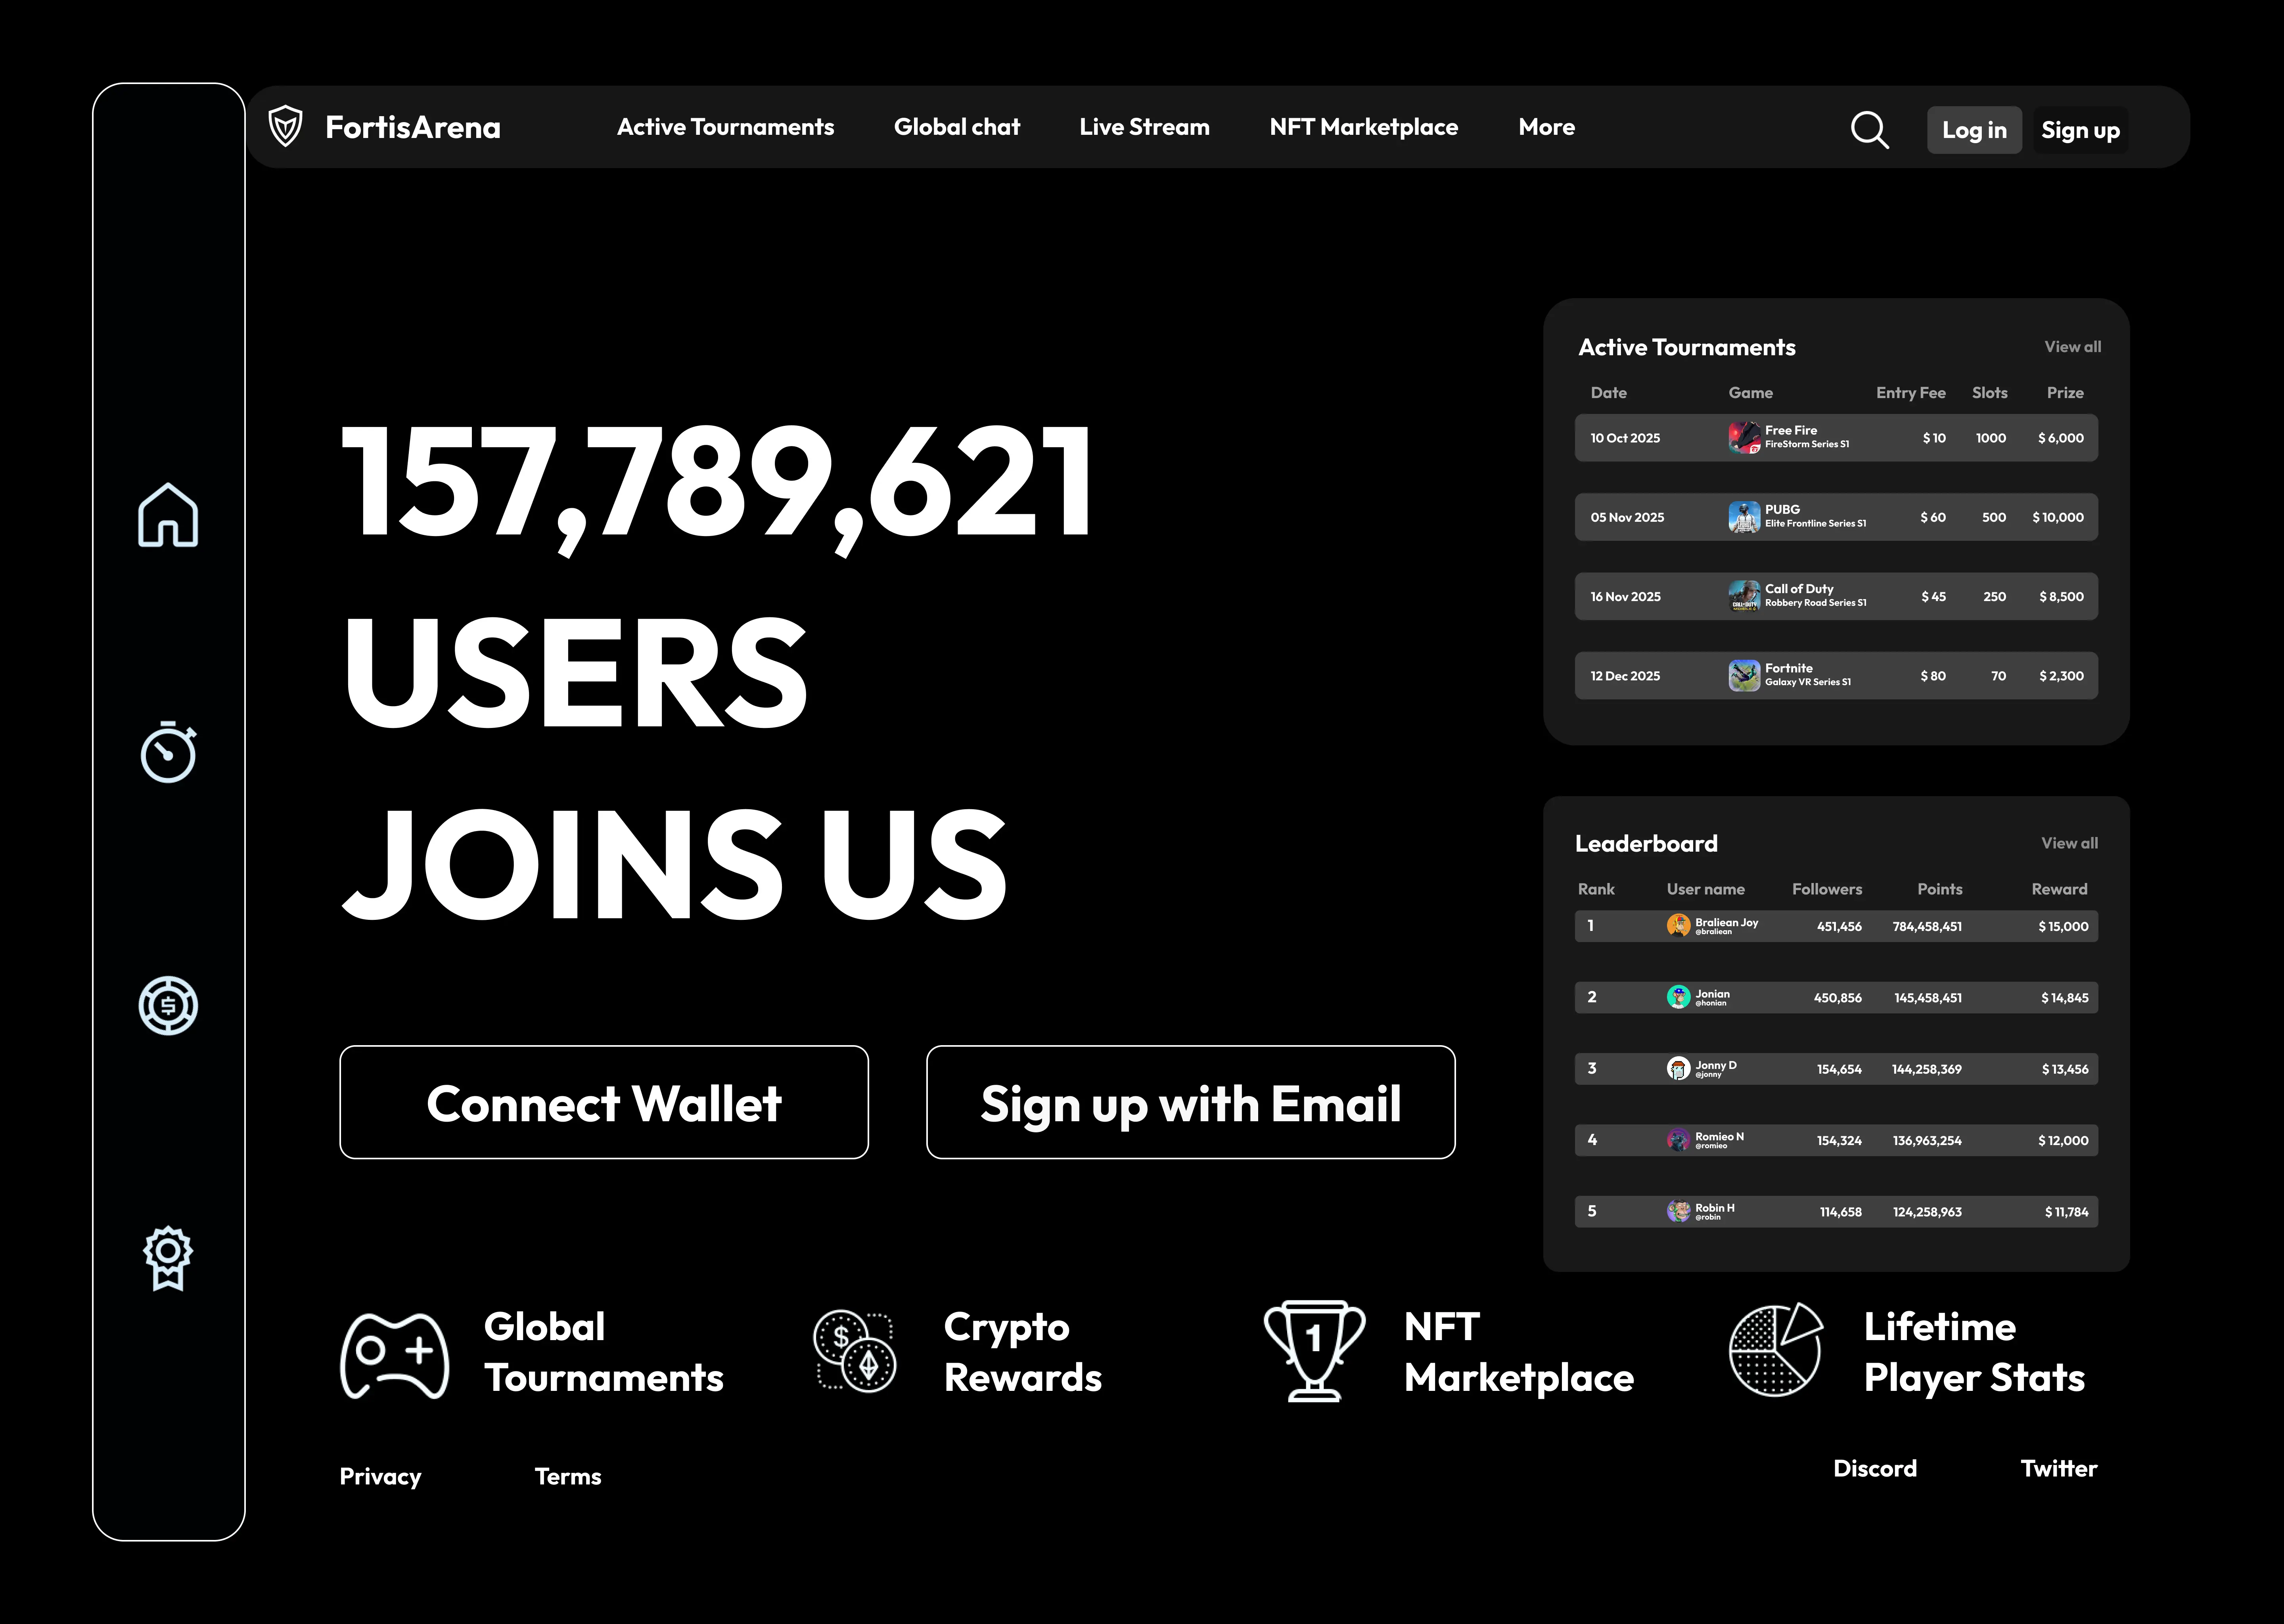 FortisArena
Active Tournaments Global chat Live Stream NFT Marketplace More
Log in Sign up
157,789,621
USERS
JOINS US
Connect Wallet Sign up with Email
Active Tournaments View all
Date Game Entry Fee Slots Prize
10 Oct 2025 Free Fire FireStorm Series S1 $ 10 1000 $ 6,000
05 Nov 2025 PUBG Elite Frontline Series S1 $ 60 500 $ 10,000
16 Nov 2025 Call of Duty Robbery Road Series S1 $ 45 250 $ 8,500
12 Dec 2025 Fortnite Galaxy VR Series S1 $ 80 70 $ 2,300
Leaderboard View all
Rank User name Followers Points Reward
1 Braliean Joy @braliean 451,456 784,458,451 $ 15,000
2 Jonian @honian 450,856 145,458,451 $ 14,845
3 Jonny D @jonny 154,654 144,258,369 $ 13,456
4 Romieo N @romieo 154,324 136,963,254 $ 12,000
5 Robin H @robin 114,658 124,258,963 $ 11,784
Global
Tournaments
Crypto
Rewards
NFT
Marketplace
Lifetime
Player Stats
Privacy Terms
Discord Twitter